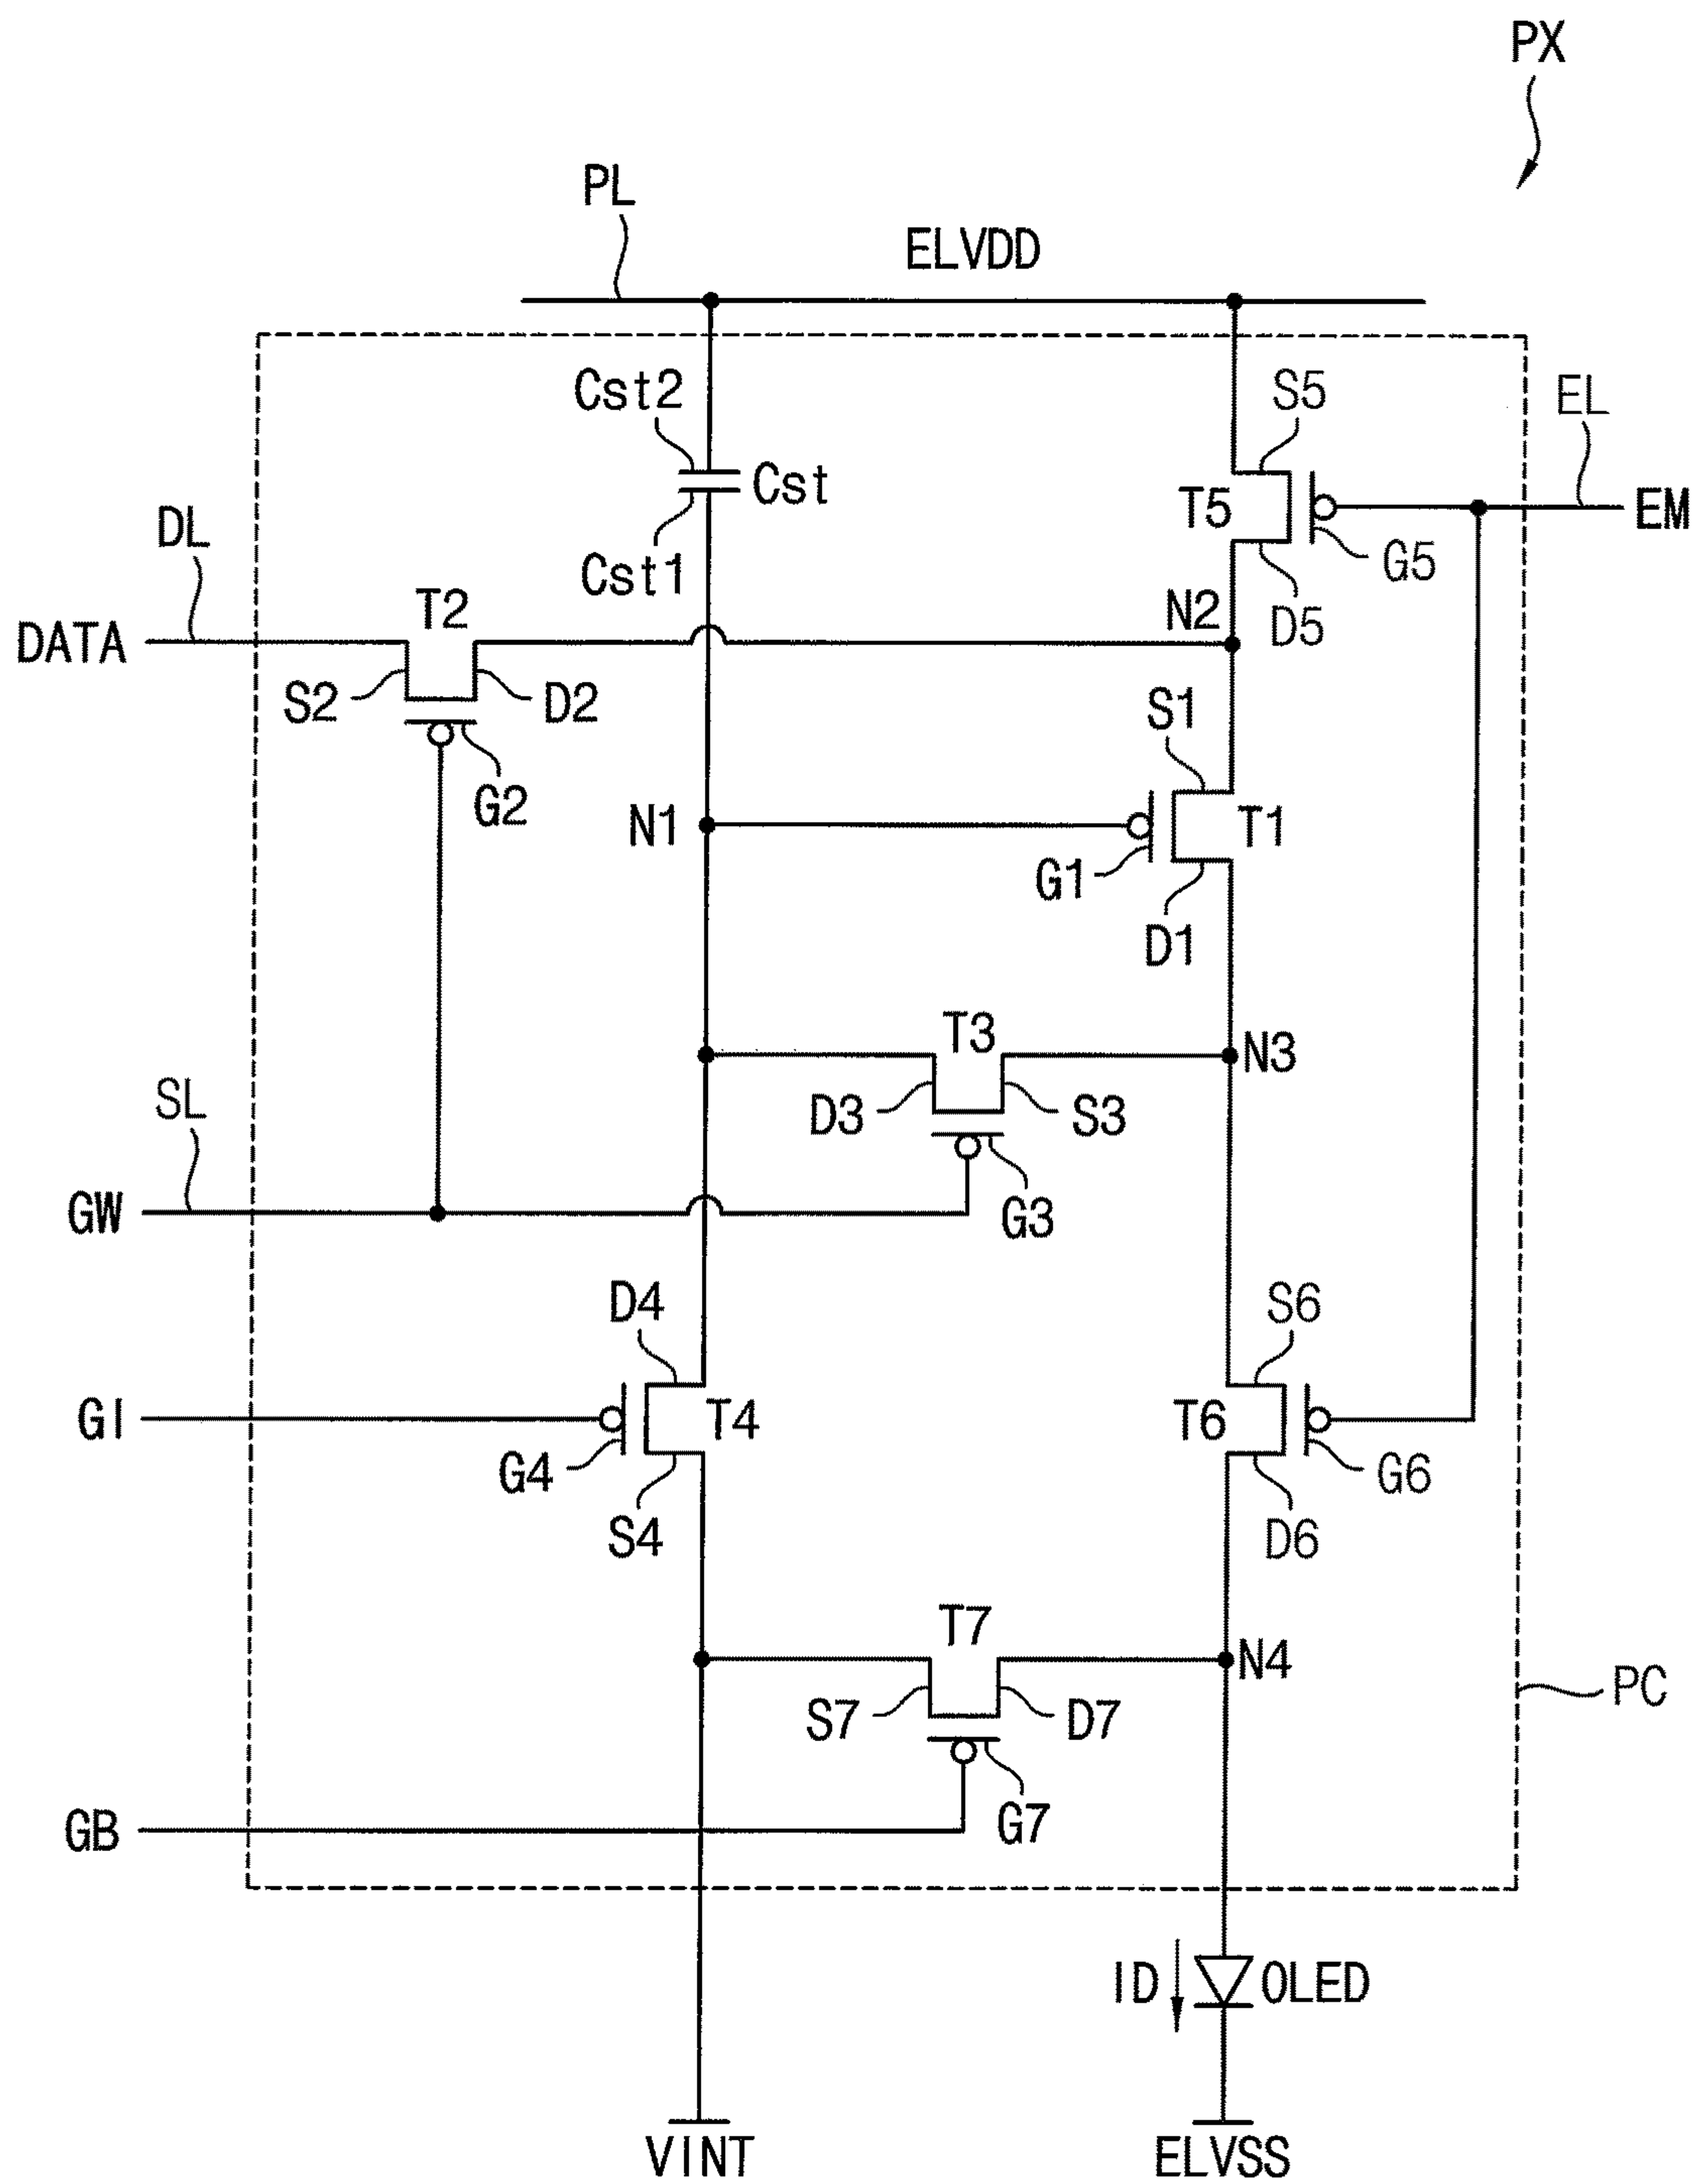 PX
PL
ELVDD
Cst2
S5
EL
Cst
T5
EM
DL
Cst1
G5
T2
N2
D5
DATA
S2
D2
S1
G2
N1
T1
G1
D1
T3
N3
SL
D3
S3
GW
G3
D4
S6
GI
T4
T6
G4
G6
S4
D6
T7
N4
PC
S7
D7
GB
G7
ID
OLED
VINT
ELVSS